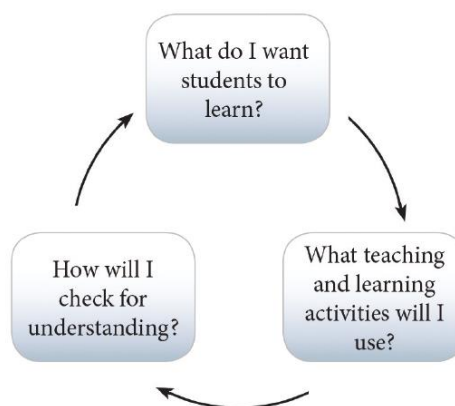 What do I want
students to
learn?
What teaching
and learning
activities will I
use?
How will I
check for
understanding?